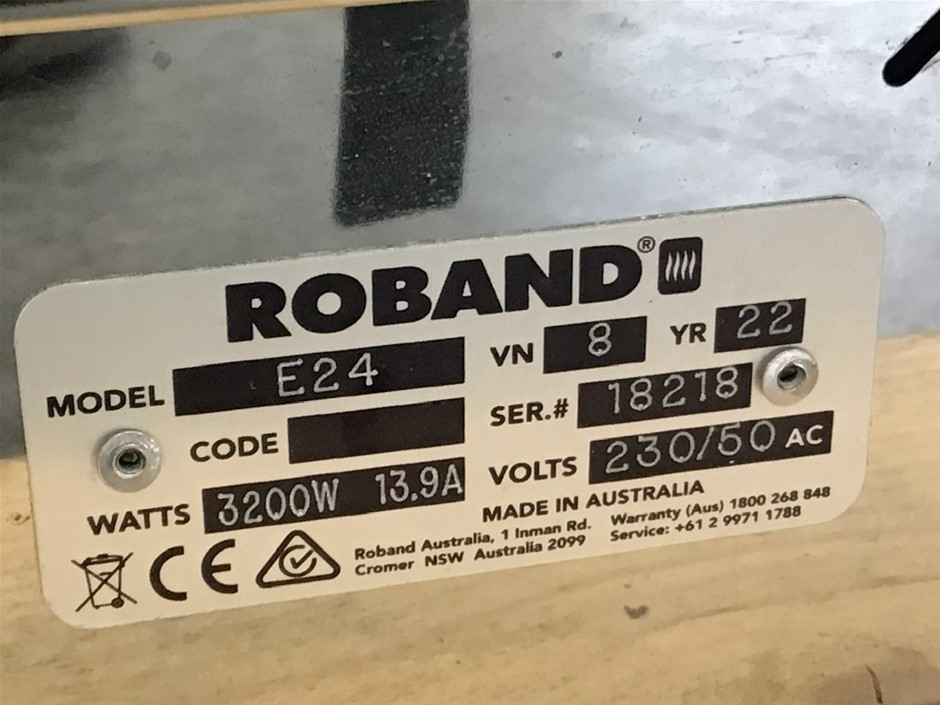 ROBAND®
MODEL E24 VN 8 YR 22
CODE SER.# 18218
WATTS 3200W 13.9A VOLTS 230/50 AC
MADE IN AUSTRALIA
CE Roband Australia, 1 Inman Rd. Warranty (Aus) 1800 268 848
Cromer NSW Australia 2099 Service: +61 2 9971 1788